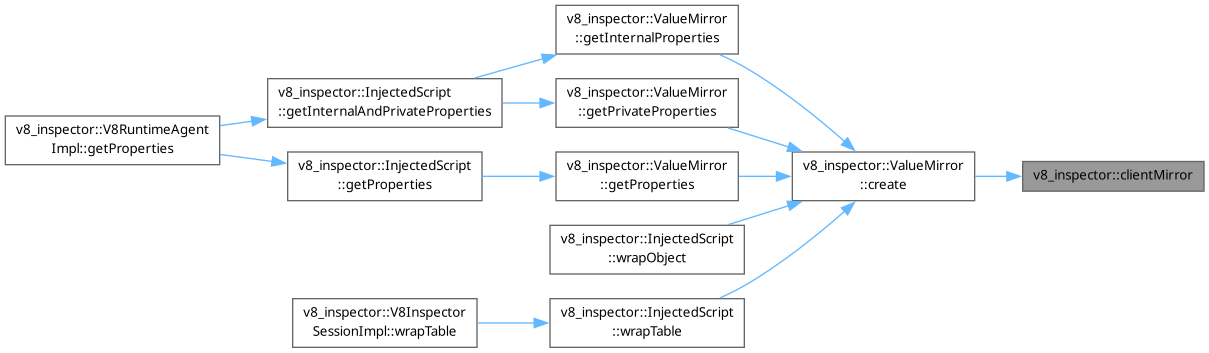 v8_inspector::ValueMirror
::getInternalProperties
v8_inspector::InjectedScript
::getInternalAndPrivateProperties
v8_inspector::ValueMirror
::getPrivateProperties
v8_inspector::V8RuntimeAgent
Impl::getProperties
v8_inspector::InjectedScript
::getProperties
v8_inspector::ValueMirror
::getProperties
v8_inspector::ValueMirror
::create
v8_inspector::clientMirror
v8_inspector::InjectedScript
::wrapObject
v8_inspector::V8Inspector
SessionImpl::wrapTable
v8_inspector::InjectedScript
::wrapTable